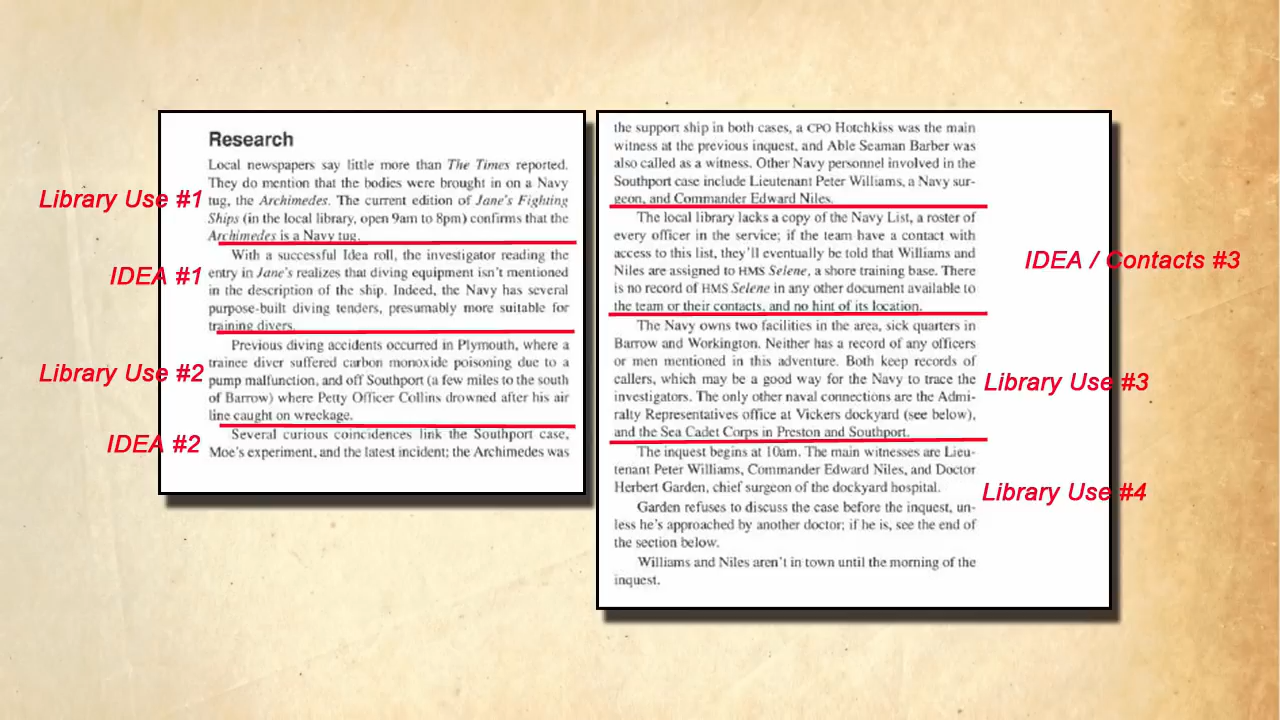 Research
Local newspapers say little more than The Times reported.
They do mention that the bodies were brought in on a Navy
Library Use #1
tug, the Archimedes. The current edition of Jane's Fighting
Ships (in the local library, open 9am to 8pm) confirms that the
Archimedes is a Navy tug.
With a successful Idea roll, the investigator reading the
IDEA #1
entry in Jane's realizes that diving equipment isn't mentioned
in the description of the ship. Indeed, the Navy has several
purpose-built diving tenders, presumably more suitable for
training divers.
Previous diving accidents occurred in Plymouth, where a
trainee diver suffered carbon monoxide poisoning due to a
Library Use #2
pump malfunction, and off Southport (a few miles to the south
of Barrow) where Petty Officer Collins drowned after his air
line caught on wreckage.
IDEA #2
Several curious coincidences link the Southport case,
Moe's experiment, and the latest incident; the Archimedes was
the support ship in both cases, a CPO Hotchkiss was the main
witness at the previous inquest, and Able Seaman Barber was
also called as a witness. Other Navy personnel involved in the
Southport case include Lieutenant Peter Williams, a Navy sur-
geon, and Commander Edward Niles.
The local library lacks a copy of the Navy List, a roster of
every officer in the service; if the team have a contact with
access to this list, they'll eventually be told that Williams and
IDEA / Contacts #3
Niles are assigned to HMS Selene, a shore training base. There
is no record of HMS Selene in any other document available to
the team or their contacts, and no hint of its location.
The Navy owns two facilities in the area, sick quarters in
Barrow and Workington. Neither has a record of any officers
or men mentioned in this adventure. Both keep records of
callers, which may be a good way for the Navy to trace the
Library Use #3
investigators. The only other naval connections are the Admi-
ralty Representatives office at Vickers dockyard (see below),
and the Sea Cadet Corps in Preston and Southport.
The inquest begins at 10am. The main witnesses are Lieu-
tenant Peter Williams, Commander Edward Niles, and Doctor
Herbert Garden, chief surgeon of the dockyard hospital.
Library Use #4
Garden refuses to discuss the case before the inquest, un-
less he's approached by another doctor; if he is, see the end of
the section below.
Williams and Niles aren't in town until the morning of the
inquest.